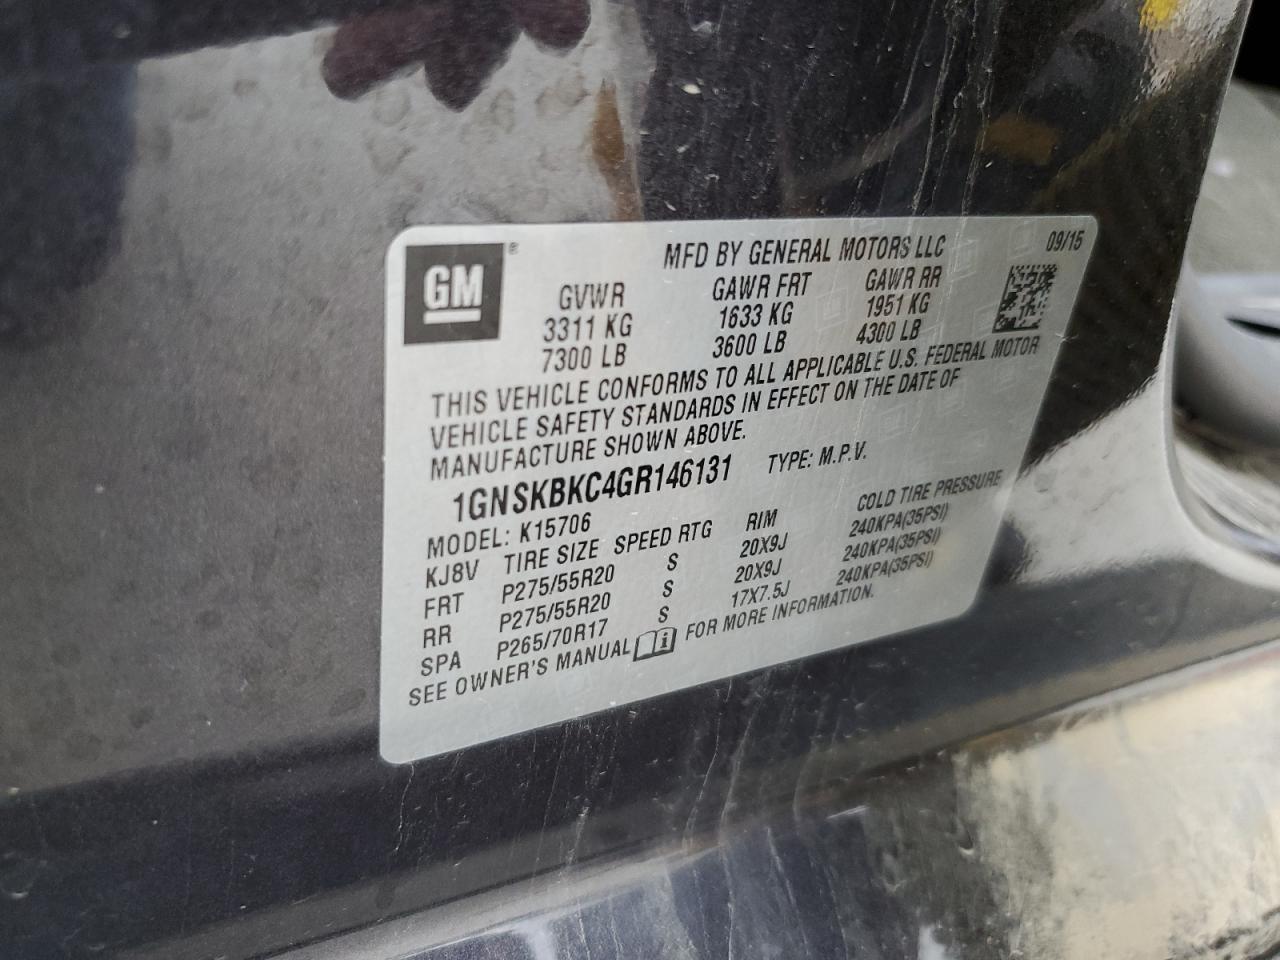 GM®
MFD BY GENERAL MOTORS LLC 09/15
GVWR GAWR FRT GAWR RR
3311 KG 1633 KG 1951 KG
7300 LB 3600 LB 4300 LB
THIS VEHICLE CONFORMS TO ALL APPLICABLE U.S. FEDERAL MOTOR
VEHICLE SAFETY STANDARDS IN EFFECT ON THE DATE OF
MANUFACTURE SHOWN ABOVE.
1GNSKBKC4GR146131 TYPE: M.P.V.
MODEL: K15706
KJ8V TIRE SIZE SPEED RTG RIM COLD TIRE PRESSURE
FRT P275/55R20 S 20X9J 240KPA(35PSI)
RR P275/55R20 S 20X9J 240KPA(35PSI)
SPA P265/70R17 S 17X7.5J 240KPA(35PSI)
SEE OWNER'S MANUAL i FOR MORE INFORMATION.